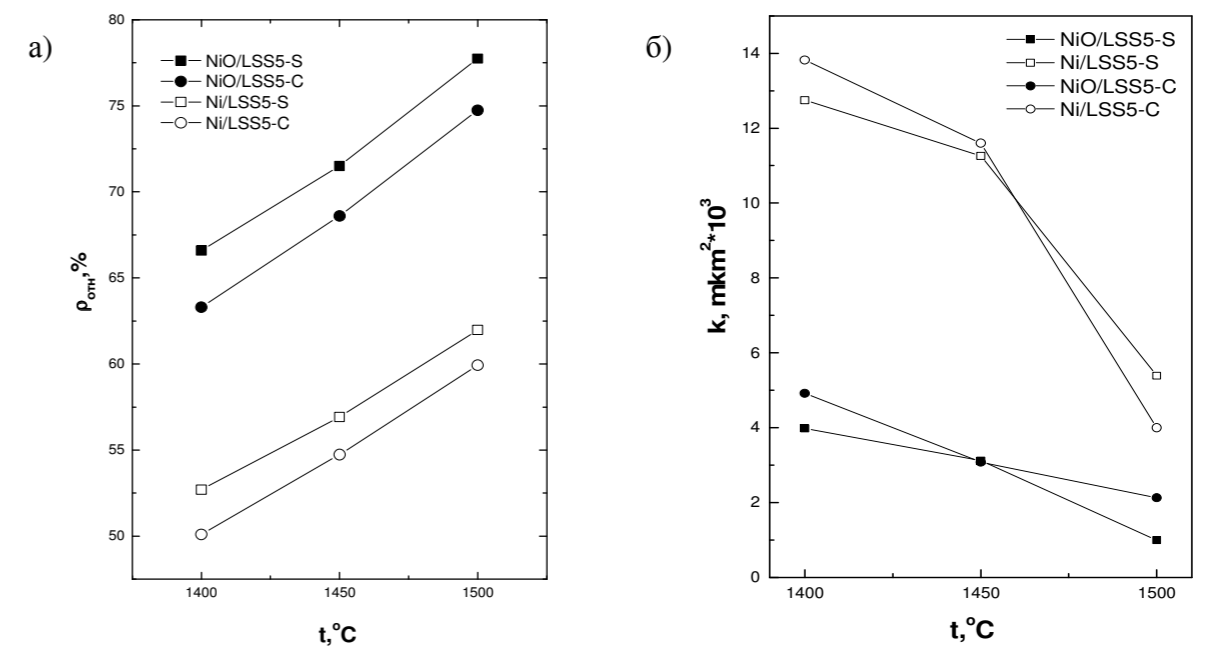 а)
80
75
70
65
60
55
50
ρотн,%
NiO/LSS5-S
NiO/LSS5-C
Ni/LSS5-S
Ni/LSS5-C
1400
1450
1500
t,°C
б)
14
12
10
8
6
4
2
0
k, mkm²*10³
NiO/LSS5-S
Ni/LSS5-S
NiO/LSS5-C
Ni/LSS5-C
1400
1450
1500
t,°C